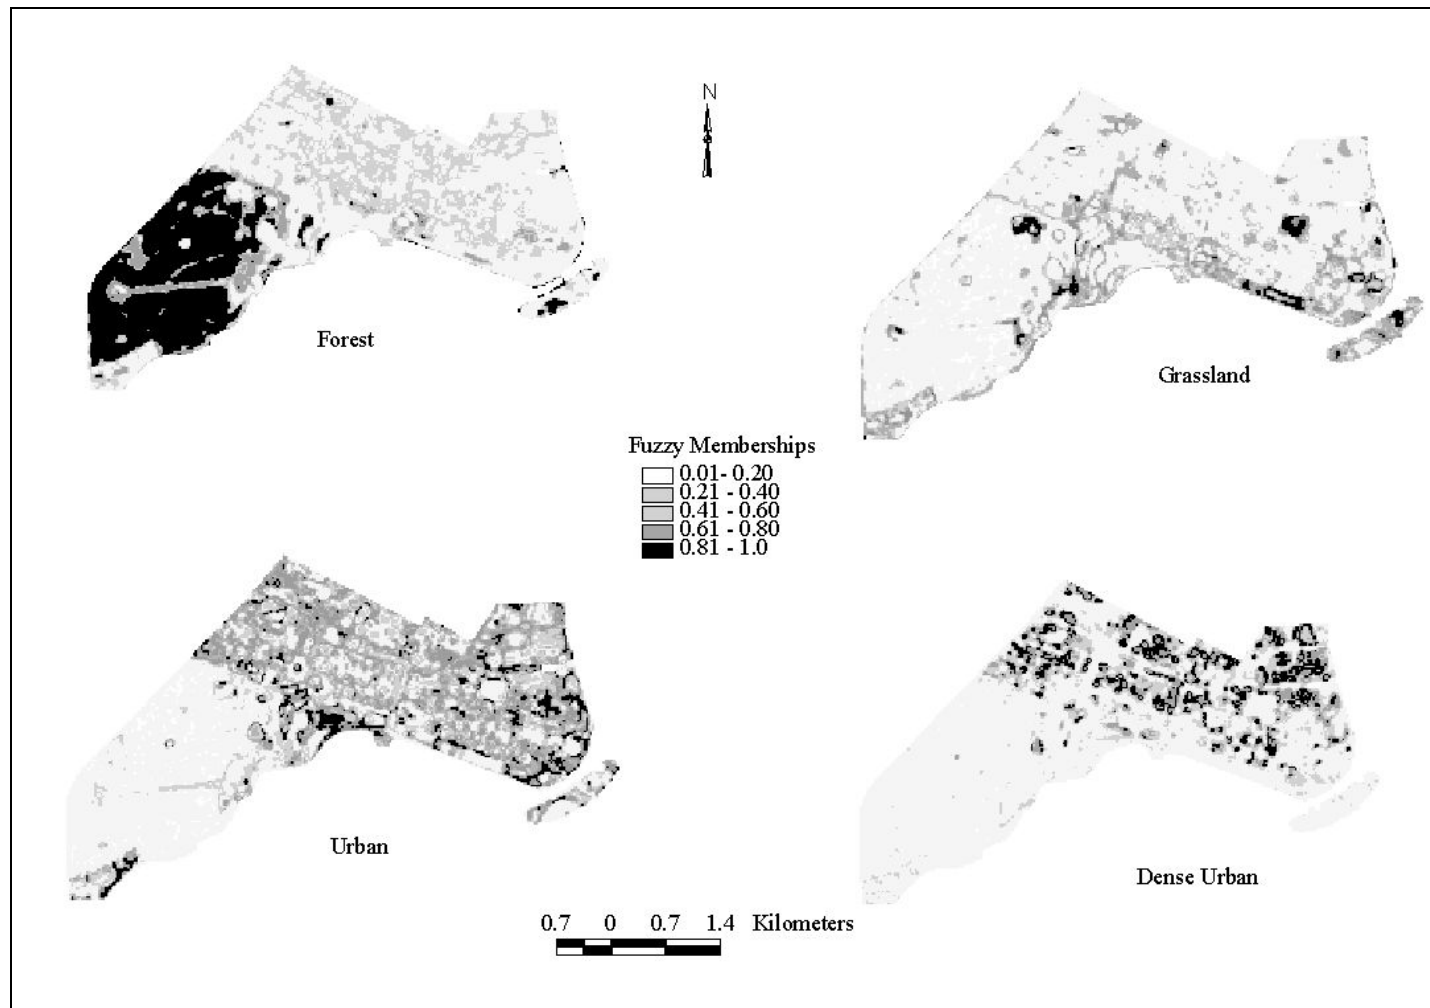 N
Forest
Grassland
Fuzzy Memberships
0.01- 0.20
0.21 - 0.40
0.41 - 0.60
0.61 - 0.80
0.81 - 1.0
Urban
Dense Urban
0.7 0 0.7 1.4 Kilometers